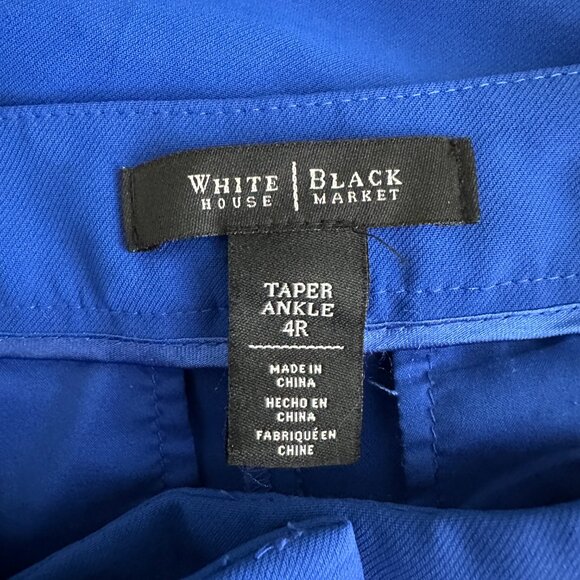 WHITE | BLACK
HOUSE MARKET
TAPER
ANKLE
4R
MADE IN
CHINA
HECHO EN
CHINA
FABRIQUÉ EN
CHINE